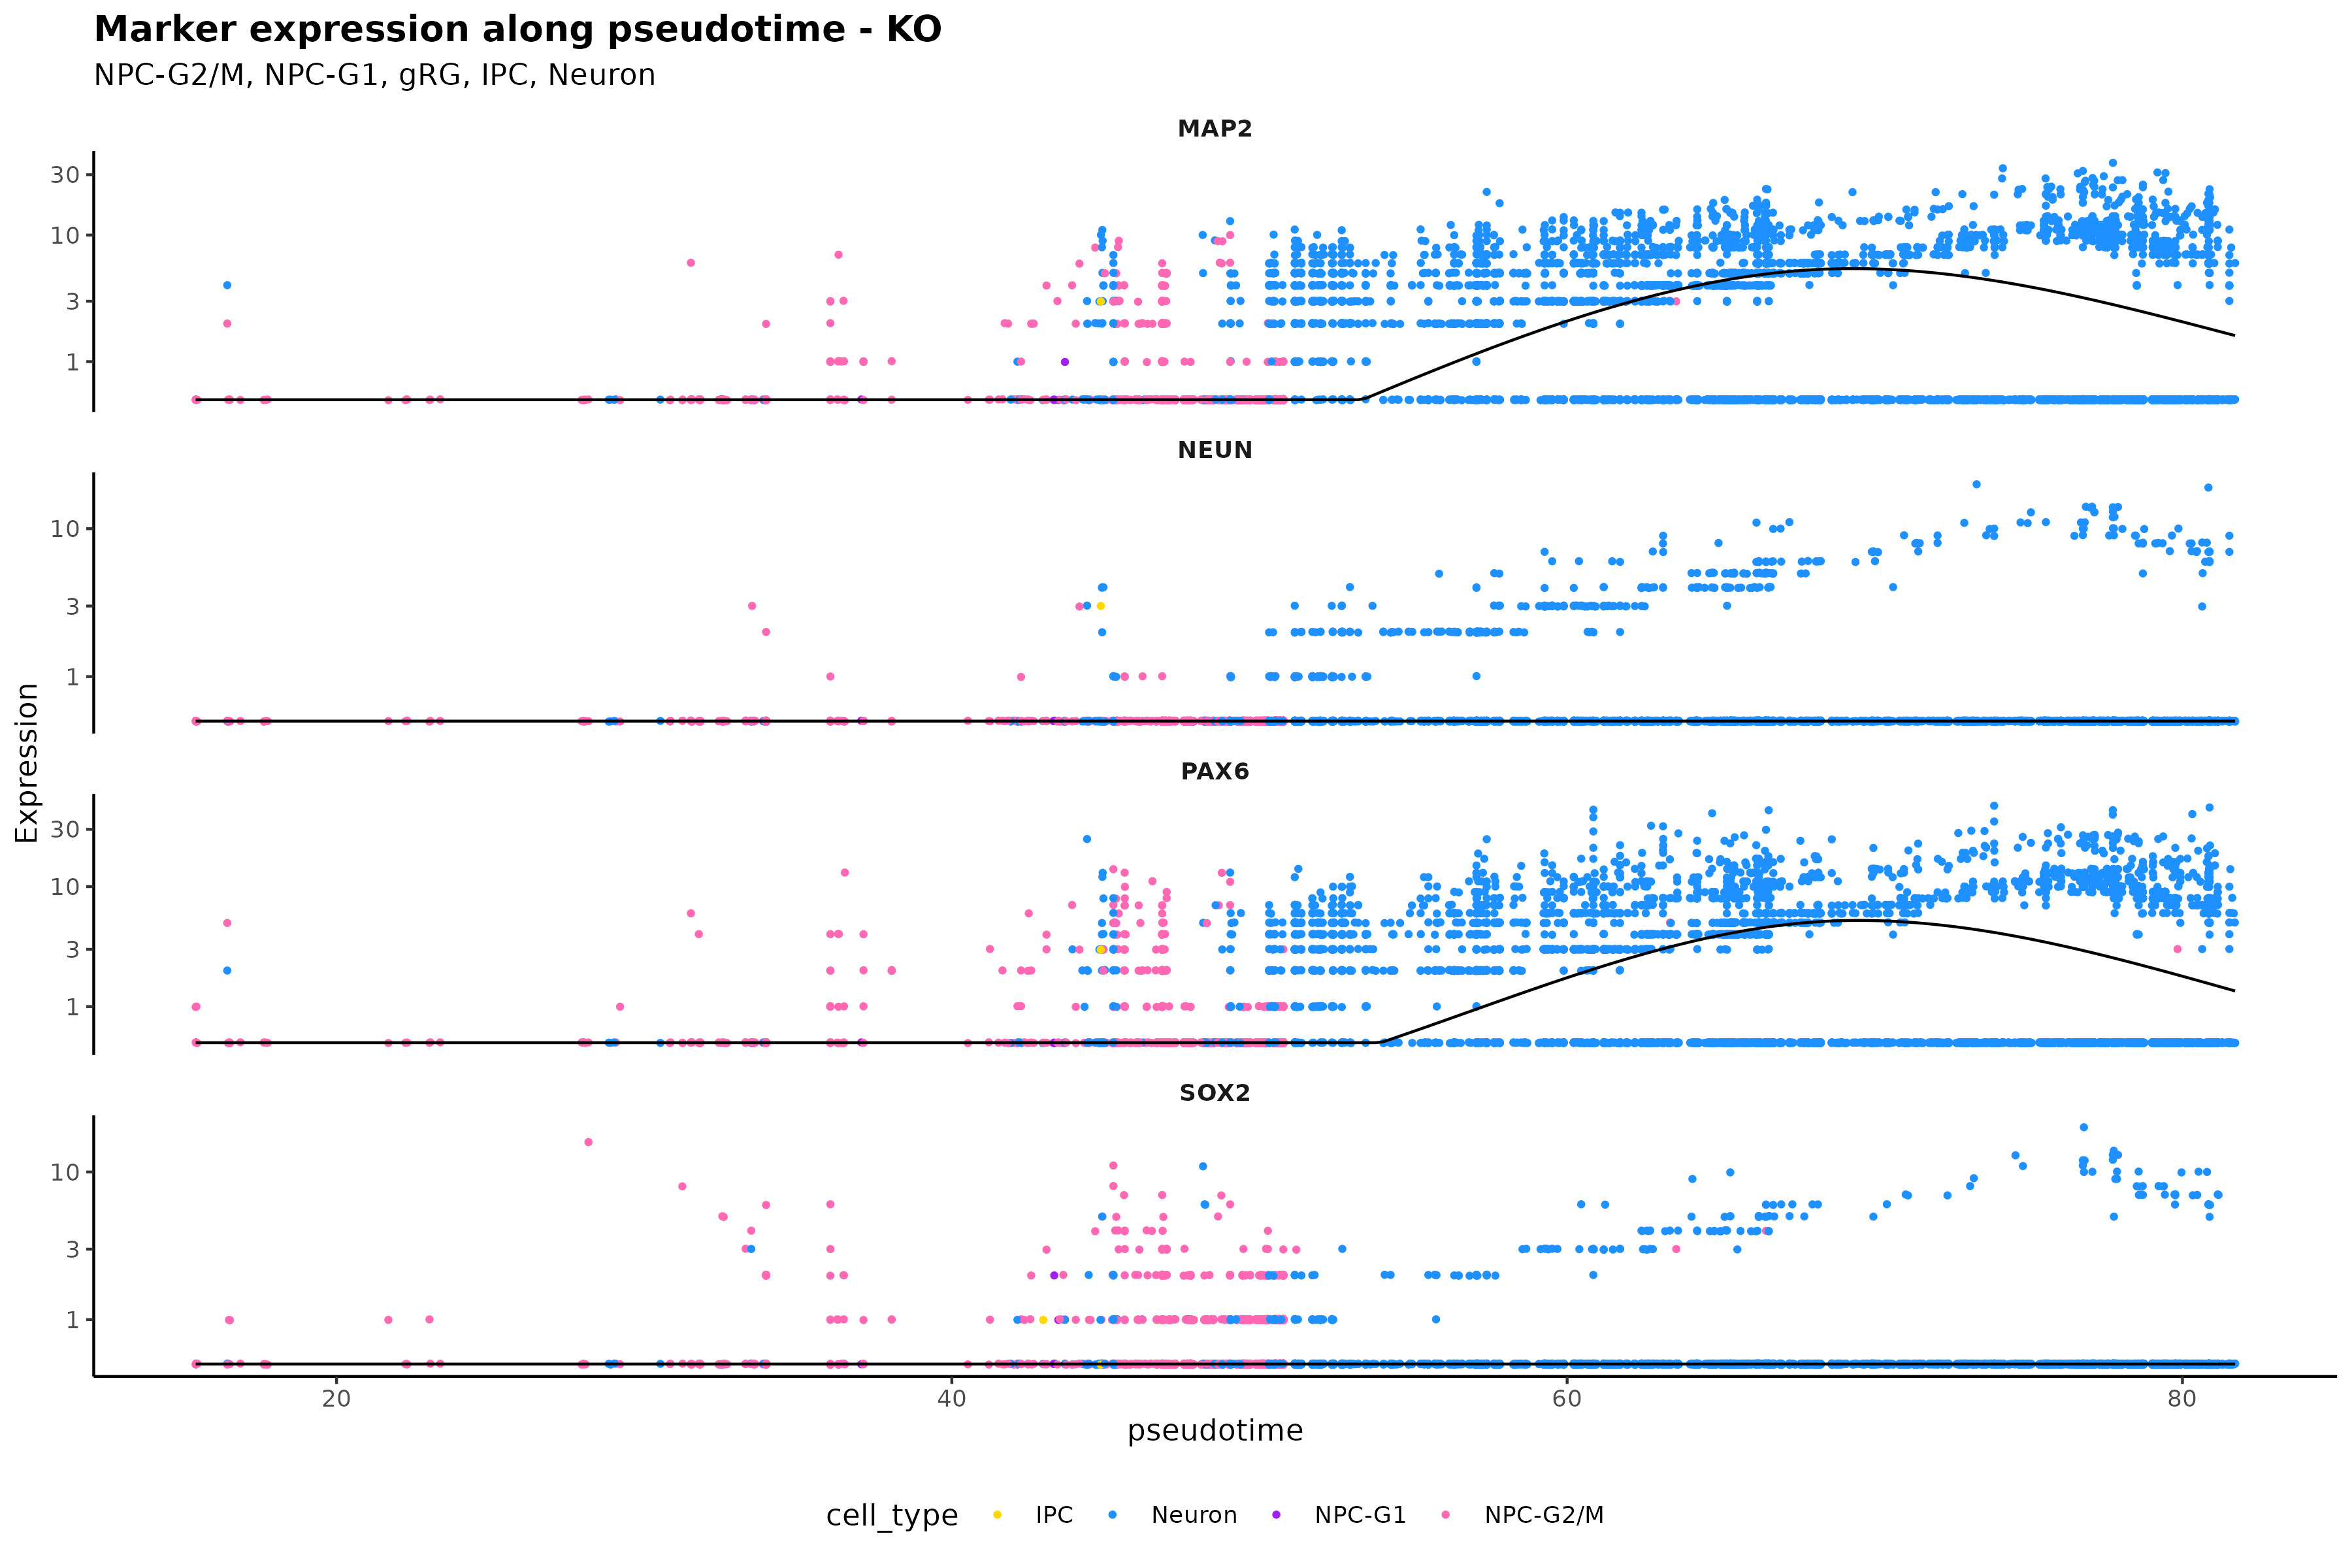 Marker expression along pseudotime - KO
NPC-G2/M, NPC-G1, gRG, IPC, Neuron
MAP2
30
10
3
1
NEUN
10
3
1
Expression
PAX6
30
10
3
1
SOX2
10
3
1
20 40 60 80
pseudotime
cell_type IPC Neuron NPC-G1 NPC-G2/M